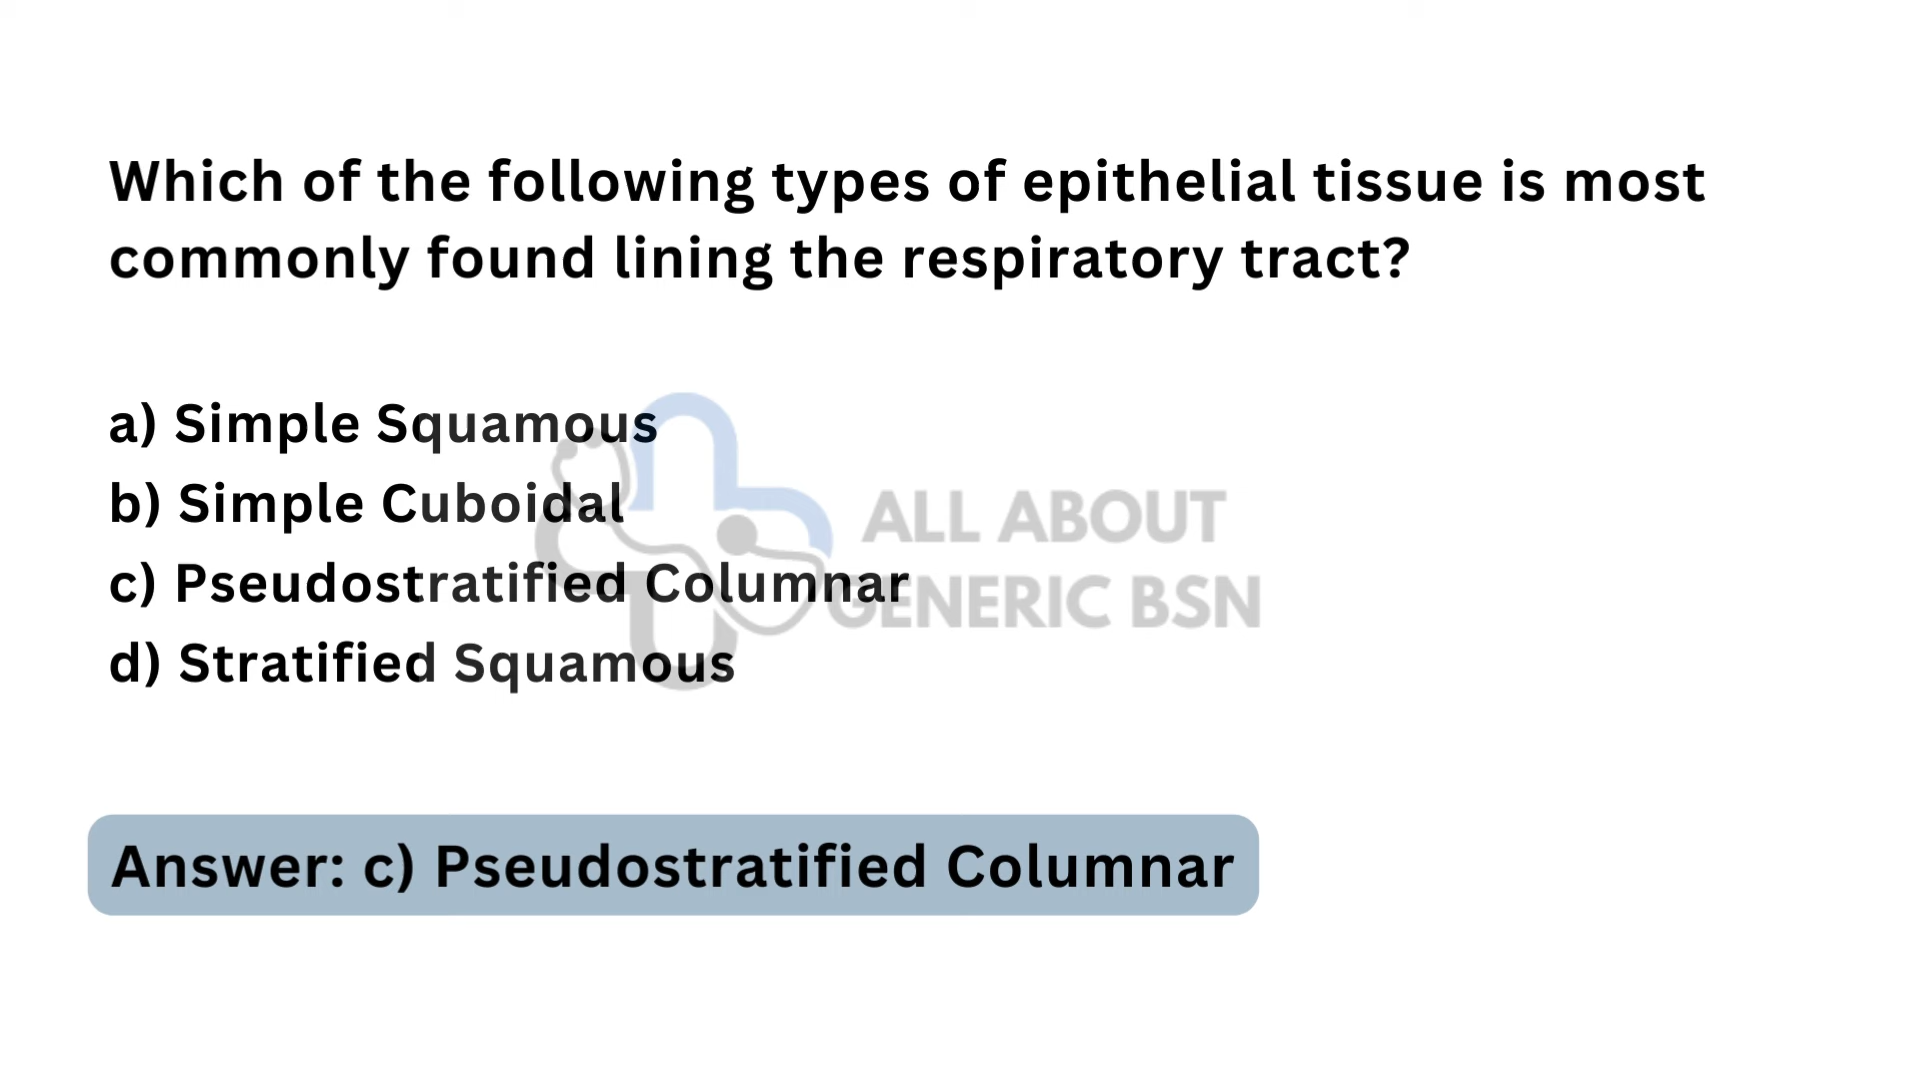 Which of the following types of epithelial tissue is most
commonly found lining the respiratory tract?
a) Simple Squamous
b) Simple Cuboidal
c) Pseudostratified Columnar
d) Stratified Squamous
ALL ABOUT
GENERIC BSN
Answer: c) Pseudostratified Columnar